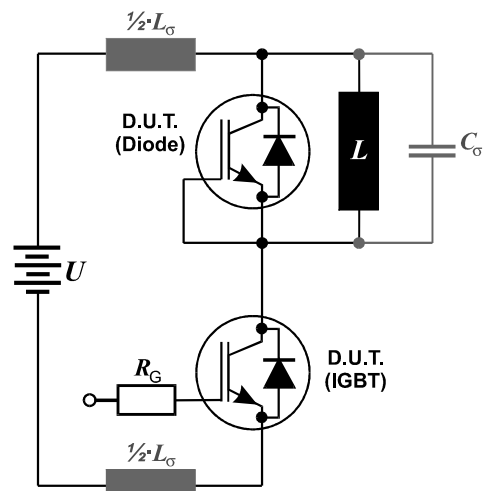 ½·Lσ
D.U.T.
(Diode)
L
Cσ
U
RG
D.U.T.
(IGBT)
½·Lσ